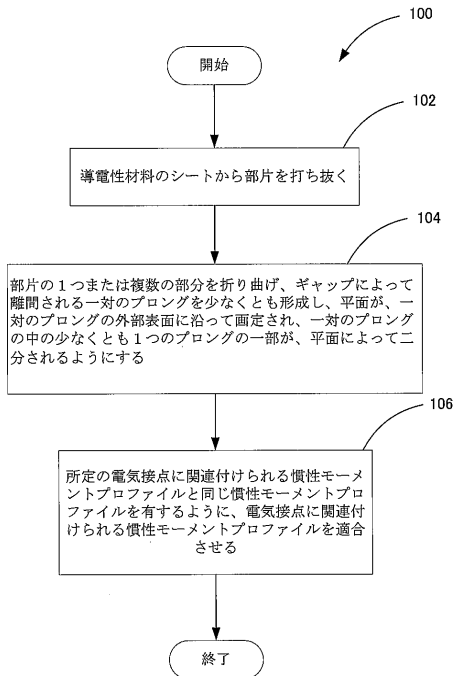 100
開始
102
導電性材料のシートから部片を打ち抜く
104
部片の１つまたは複数の部分を折り曲げ、ギャップによって
離間される一対のプロングを少なくとも形成し、平面が、一
対のプロングの外部表面に沿って画定され、一対のプロング
の中の少なくとも１つのプロングの一部が、平面によって二
分されるようにする
106
所定の電気接点に関連付けられる慣性モーメ
ントプロファイルと同じ慣性モーメントプロ
ファイルを有するように、電気接点に関連付
けられる慣性モーメントプロファイルを適合
させる
終了